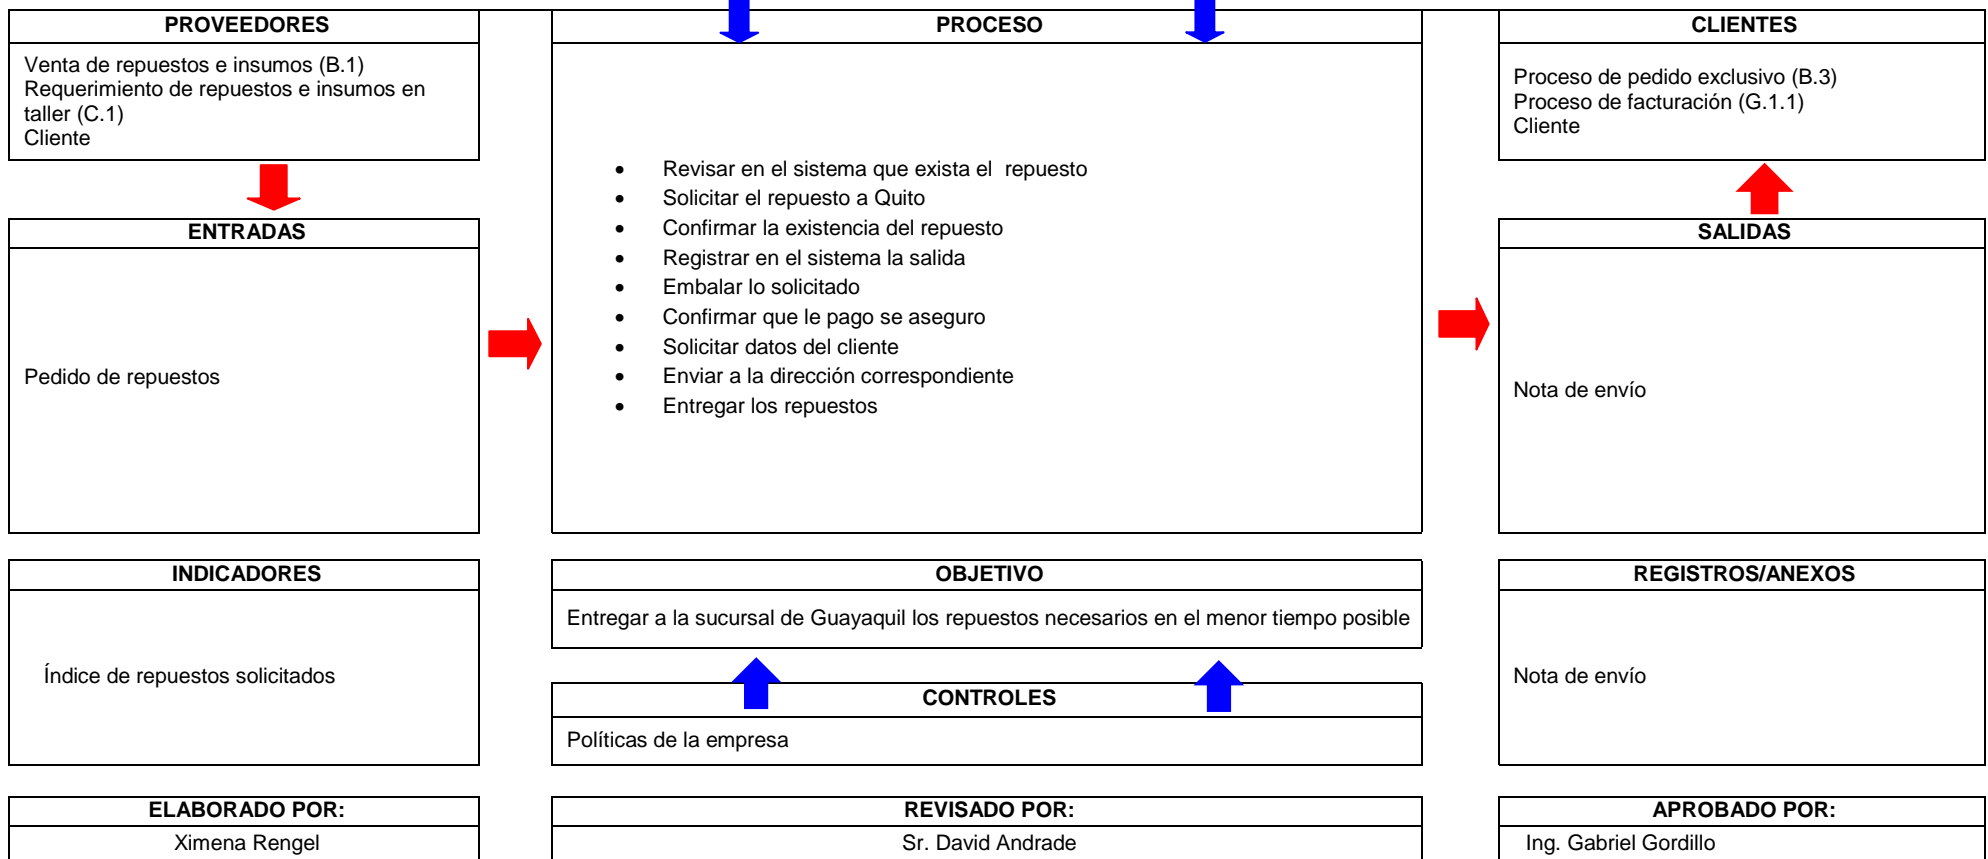 PROVEEDORES
Venta de repuestos e insumos (B.1)
Requerimiento de repuestos e insumos en
taller (C.1)
Cliente
ENTRADAS
Pedido de repuestos
PROCESO
• Revisar en el sistema que exista el  repuesto
• Solicitar el repuesto a Quito
• Confirmar la existencia del repuesto
• Registrar en el sistema la salida
• Embalar lo solicitado
• Confirmar que le pago se aseguro
• Solicitar datos del cliente
• Enviar a la dirección correspondiente
• Entregar los repuestos
CLIENTES
Proceso de pedido exclusivo (B.3)
Proceso de facturación (G.1.1)
Cliente
SALIDAS
Nota de envío
INDICADORES
Índice de repuestos solicitados
OBJETIVO
Entregar a la sucursal de Guayaquil los repuestos necesarios en el menor tiempo posible
CONTROLES
Políticas de la empresa
REGISTROS/ANEXOS
Nota de envío
ELABORADO POR:
Ximena Rengel
REVISADO POR:
Sr. David Andrade
APROBADO POR:
Ing. Gabriel Gordillo